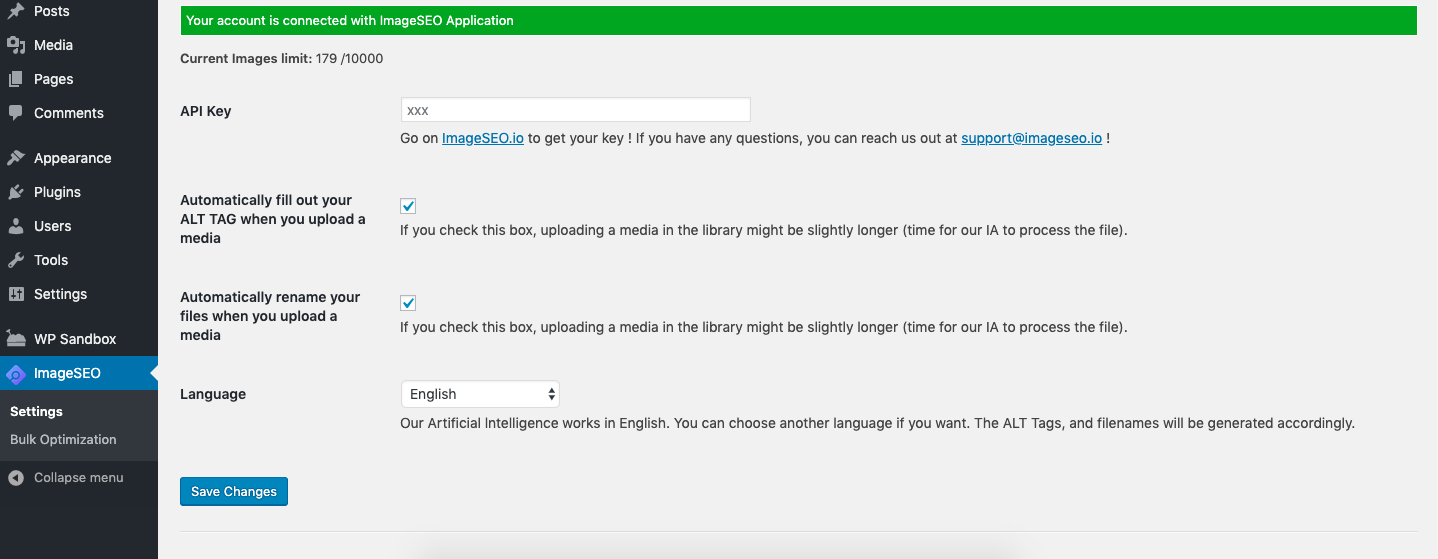 Posts
Media
Pages
Comments
Appearance
Plugins
Users
Tools
Settings
WP Sandbox
ImageSEO
Settings
Bulk Optimization
Collapse menu
Your account is connected with ImageSEO Application
Current Images limit: 179 /10000
API Key
xxx
Go on ImageSEO.io to get your key ! If you have any questions, you can reach us out at support@imageseo.io !
Automatically fill out your
ALT TAG when you upload a
media
If you check this box, uploading a media in the library might be slightly longer (time for our IA to process the file).
Automatically rename your
files when you upload a
media
If you check this box, uploading a media in the library might be slightly longer (time for our IA to process the file).
Language
English
Our Artificial Intelligence works in English. You can choose another language if you want. The ALT Tags, and filenames will be generated accordingly.
Save Changes